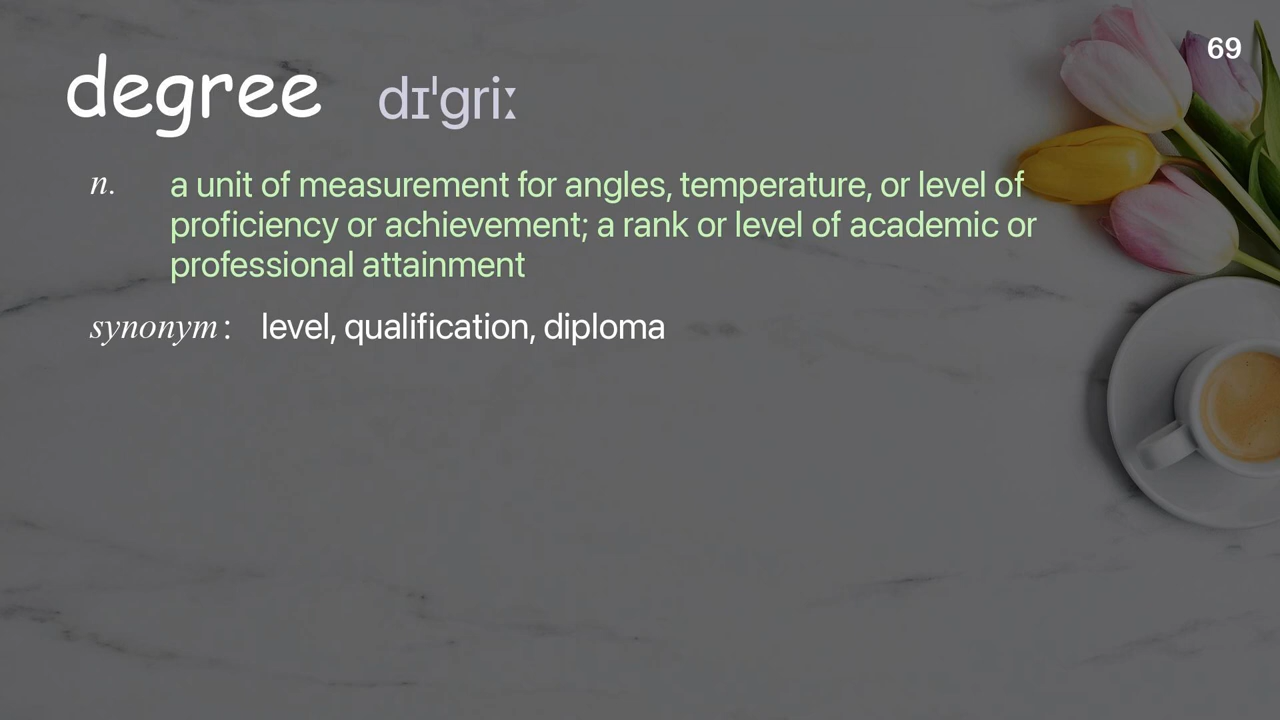 69
degree dɪˈɡriː
n. a unit of measurement for angles, temperature, or level of
proficiency or achievement; a rank or level of academic or
professional attainment
synonym: level, qualification, diploma